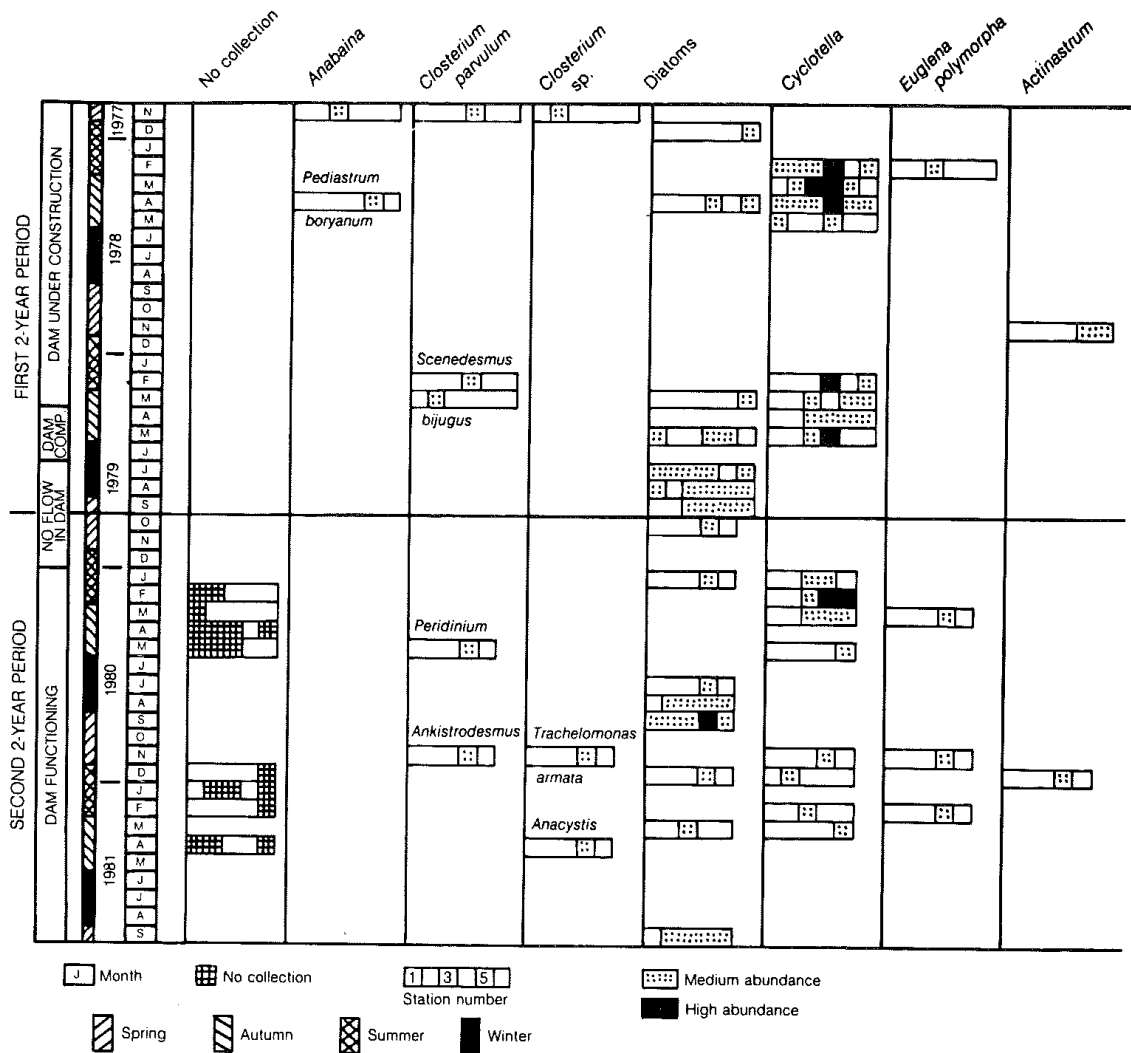 No collection
Anabaina
Closterium parvulum
Closterium sp.
Diatoms
Cyclotella
Euglena polymorpha
Actinastrum
FIRST 2-YEAR PERIOD
SECOND 2-YEAR PERIOD
DAM UNDER CONSTRUCTION
DAM COMP
NO FLOW IN DAM
DAM FUNCTIONING
1977
1978
1979
1980
1981
N
D
J
F
M
A
M
J
J
A
S
O
N
D
J
F
M
A
M
J
J
A
S
O
N
D
J
F
M
A
M
J
J
A
S
O
N
D
J
F
M
A
M
J
J
A
S
Pediastrum
boryanum
Scenedesmus
bijugus
Peridinium
Ankistrodesmus
Trachelomonas
armata
Anacystis
J Month
No collection
1 3 5
Station number
Medium abundance
High abundance
Spring
Autumn
Summer
Winter